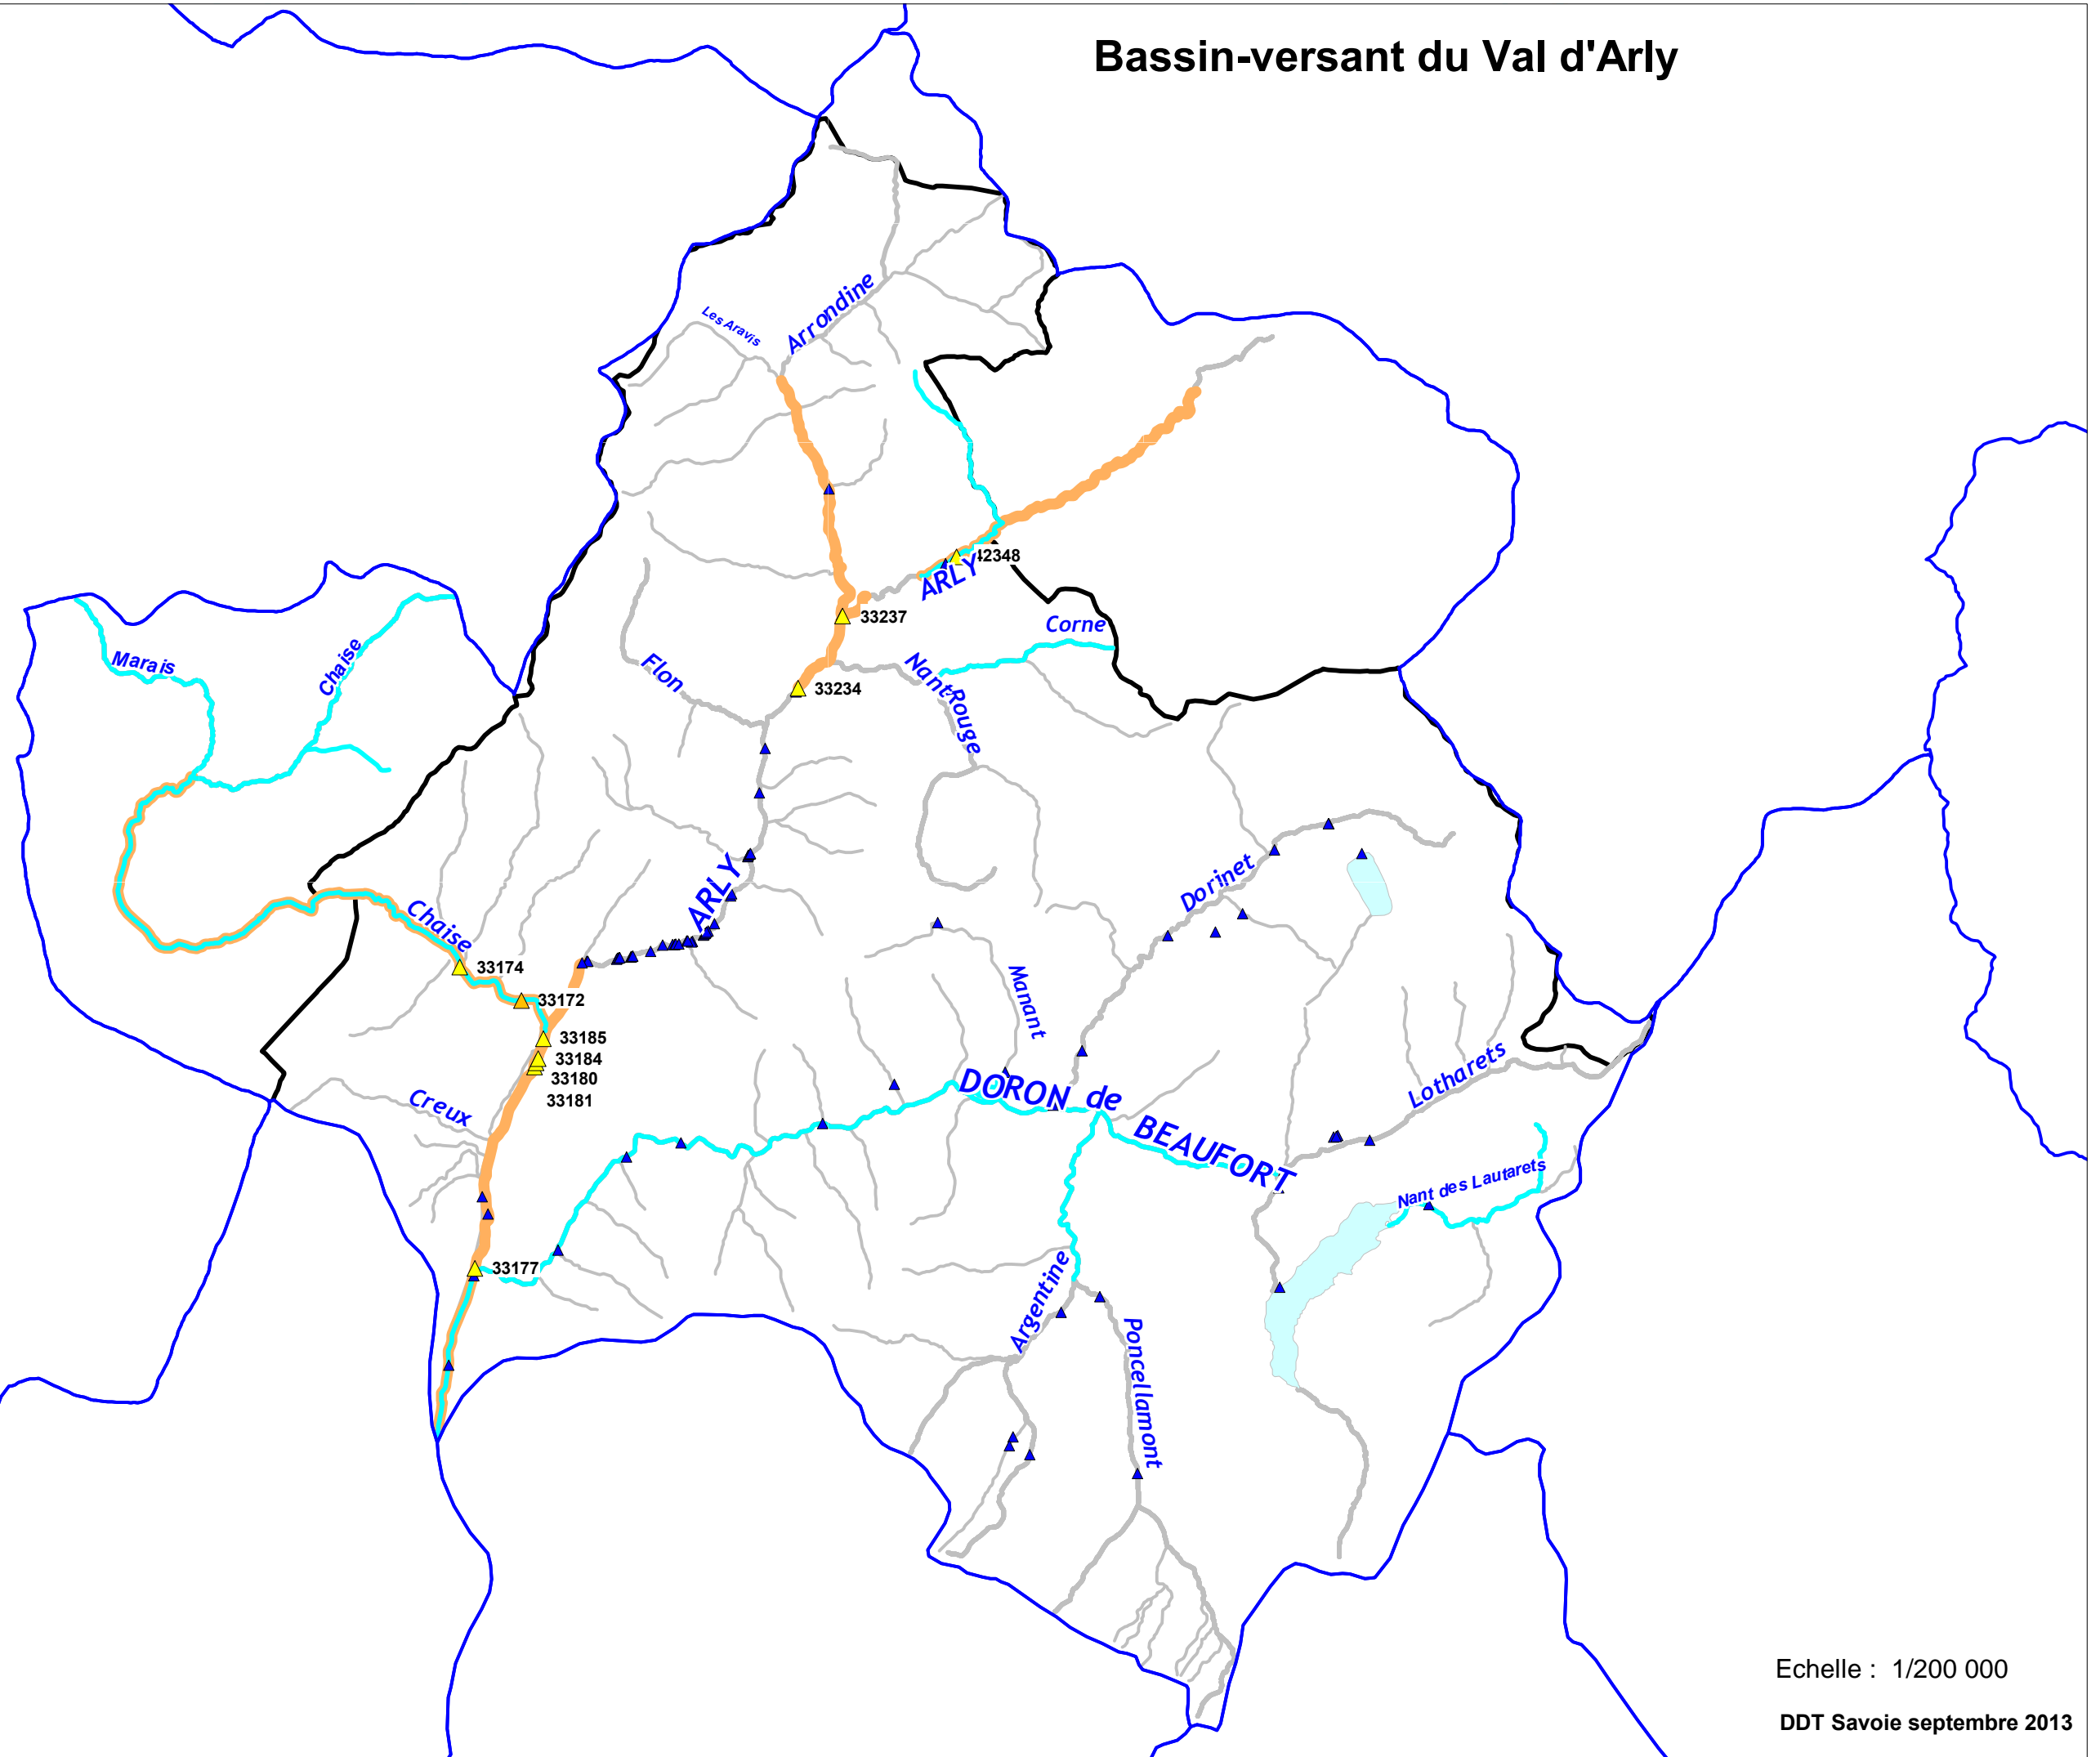 Bassin-versant du Val d'Arly
Les Aravis
Arrondine
42348
ARLY
33237
Corne
Marais
Chaise
Flon
Nant Rouge
33234
ARLY
Dorinet
Chaise
33174
Manant
33172
33185
33184
33180
33181
Lotharets
Creux
DORON de
BEAUFORT
Nant des Lautarets
33177
Argentine
Poncellamont
Echelle : 1/200 000
DDT Savoie septembre 2013